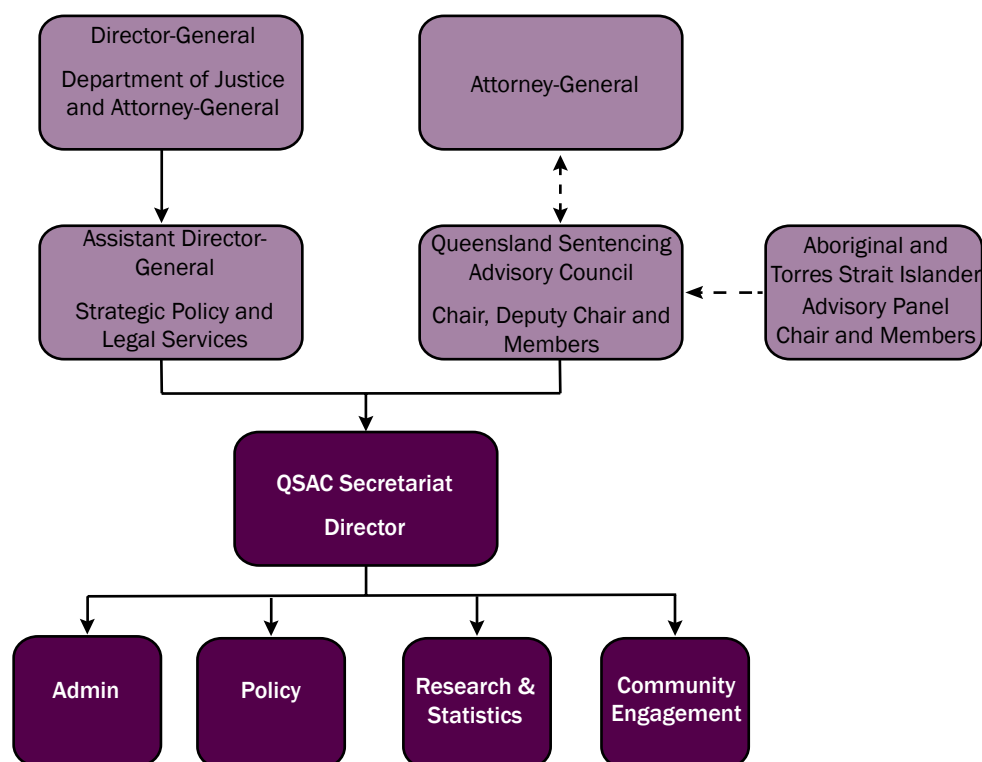 Director-General
Department of Justice
and Attorney-General
Attorney-General
Assistant Director-
General
Strategic Policy and
Legal Services
Queensland Sentencing
Advisory Council
Chair, Deputy Chair and
Members
Aboriginal and
Torres Strait Islander
Advisory Panel
Chair and Members
QSAC Secretariat
Director
Admin
Policy
Research &
Statistics
Community
Engagement